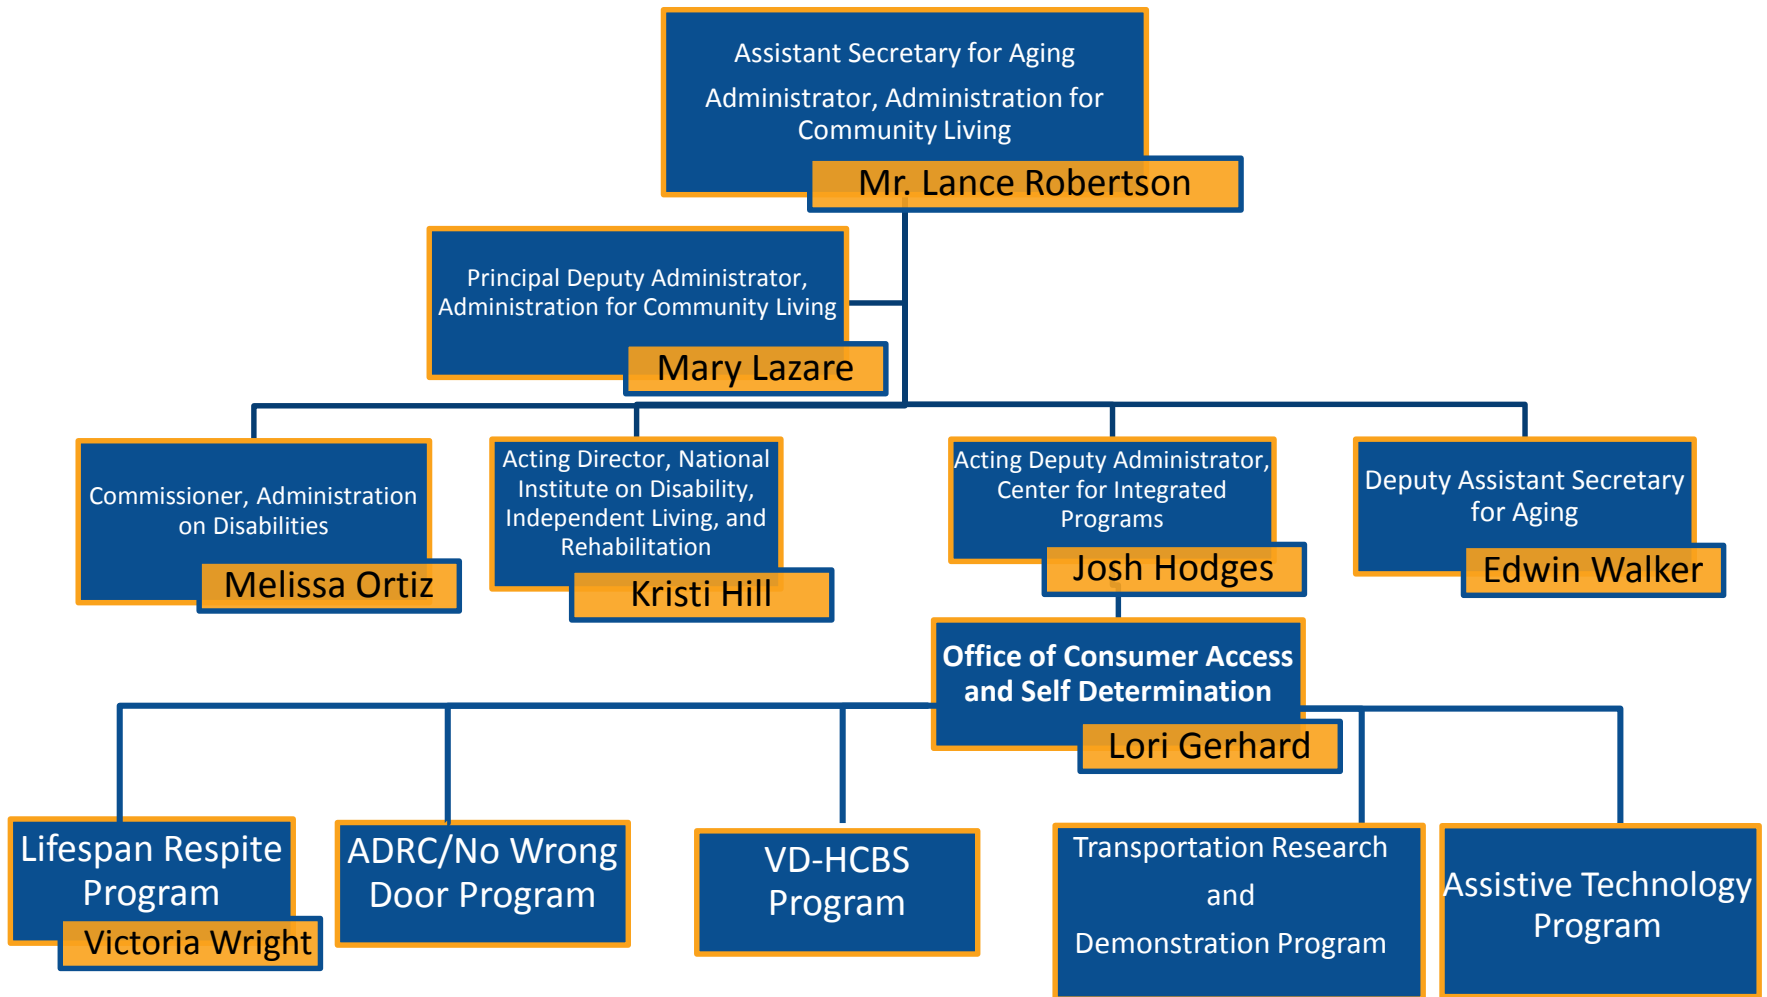 Assistant Secretary for Aging
Administrator, Administration for
Community Living
Mr. Lance Robertson
Principal Deputy Administrator,
Administration for Community Living
Mary Lazare
Commissioner, Administration
on Disabilities
Melissa Ortiz
Acting Director, National
Institute on Disability,
Independent Living, and
Rehabilitation
Kristi Hill
Acting Deputy Administrator,
Center for Integrated
Programs
Josh Hodges
Deputy Assistant Secretary
for Aging
Edwin Walker
Office of Consumer Access
and Self Determination
Lori Gerhard
Lifespan Respite
Program
Victoria Wright
ADRC/No Wrong
Door Program
VD-HCBS
Program
Transportation Research
and
Demonstration Program
Assistive Technology
Program